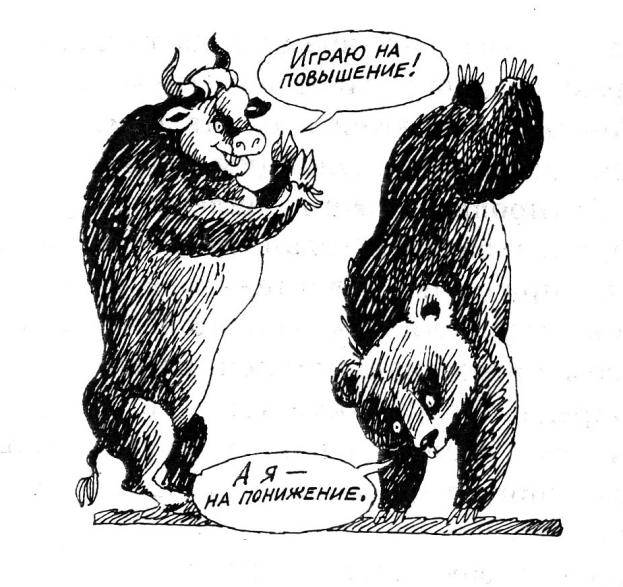 Играю на
повышение!
А я —
на понижение.